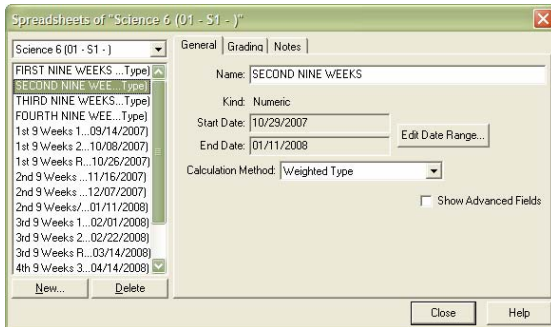 Spreadsheets of "Science 6 (01 - S1 - )"
Science 6 (01 - S1 - )
FIRST NINE WEEKS ...Type)
SECOND NINE WEE...Type)
THIRD NINE WEEKS...Type)
FOURTH NINE WEE...Type)
1st 9 Weeks 1...09/14/2007)
1st 9 Weeks 2...10/08/2007)
1st 9 Weeks R...10/26/2007)
2nd 9 Weeks ...11/16/2007)
2nd 9 Weeks ...12/07/2007)
2nd 9 Weeks/...01/11/2008)
3rd 9 Weeks 1...02/01/2008)
3rd 9 Weeks 2...02/22/2008)
3rd 9 Weeks R...03/14/2008)
4th 9 Weeks 3...04/14/2008)
New...
Delete
General Grading Notes
Name: SECOND NINE WEEKS
Kind: Numeric
Start Date: 10/29/2007
End Date: 01/11/2008
Edit Date Range...
Calculation Method: Weighted Type
Show Advanced Fields
Close
Help